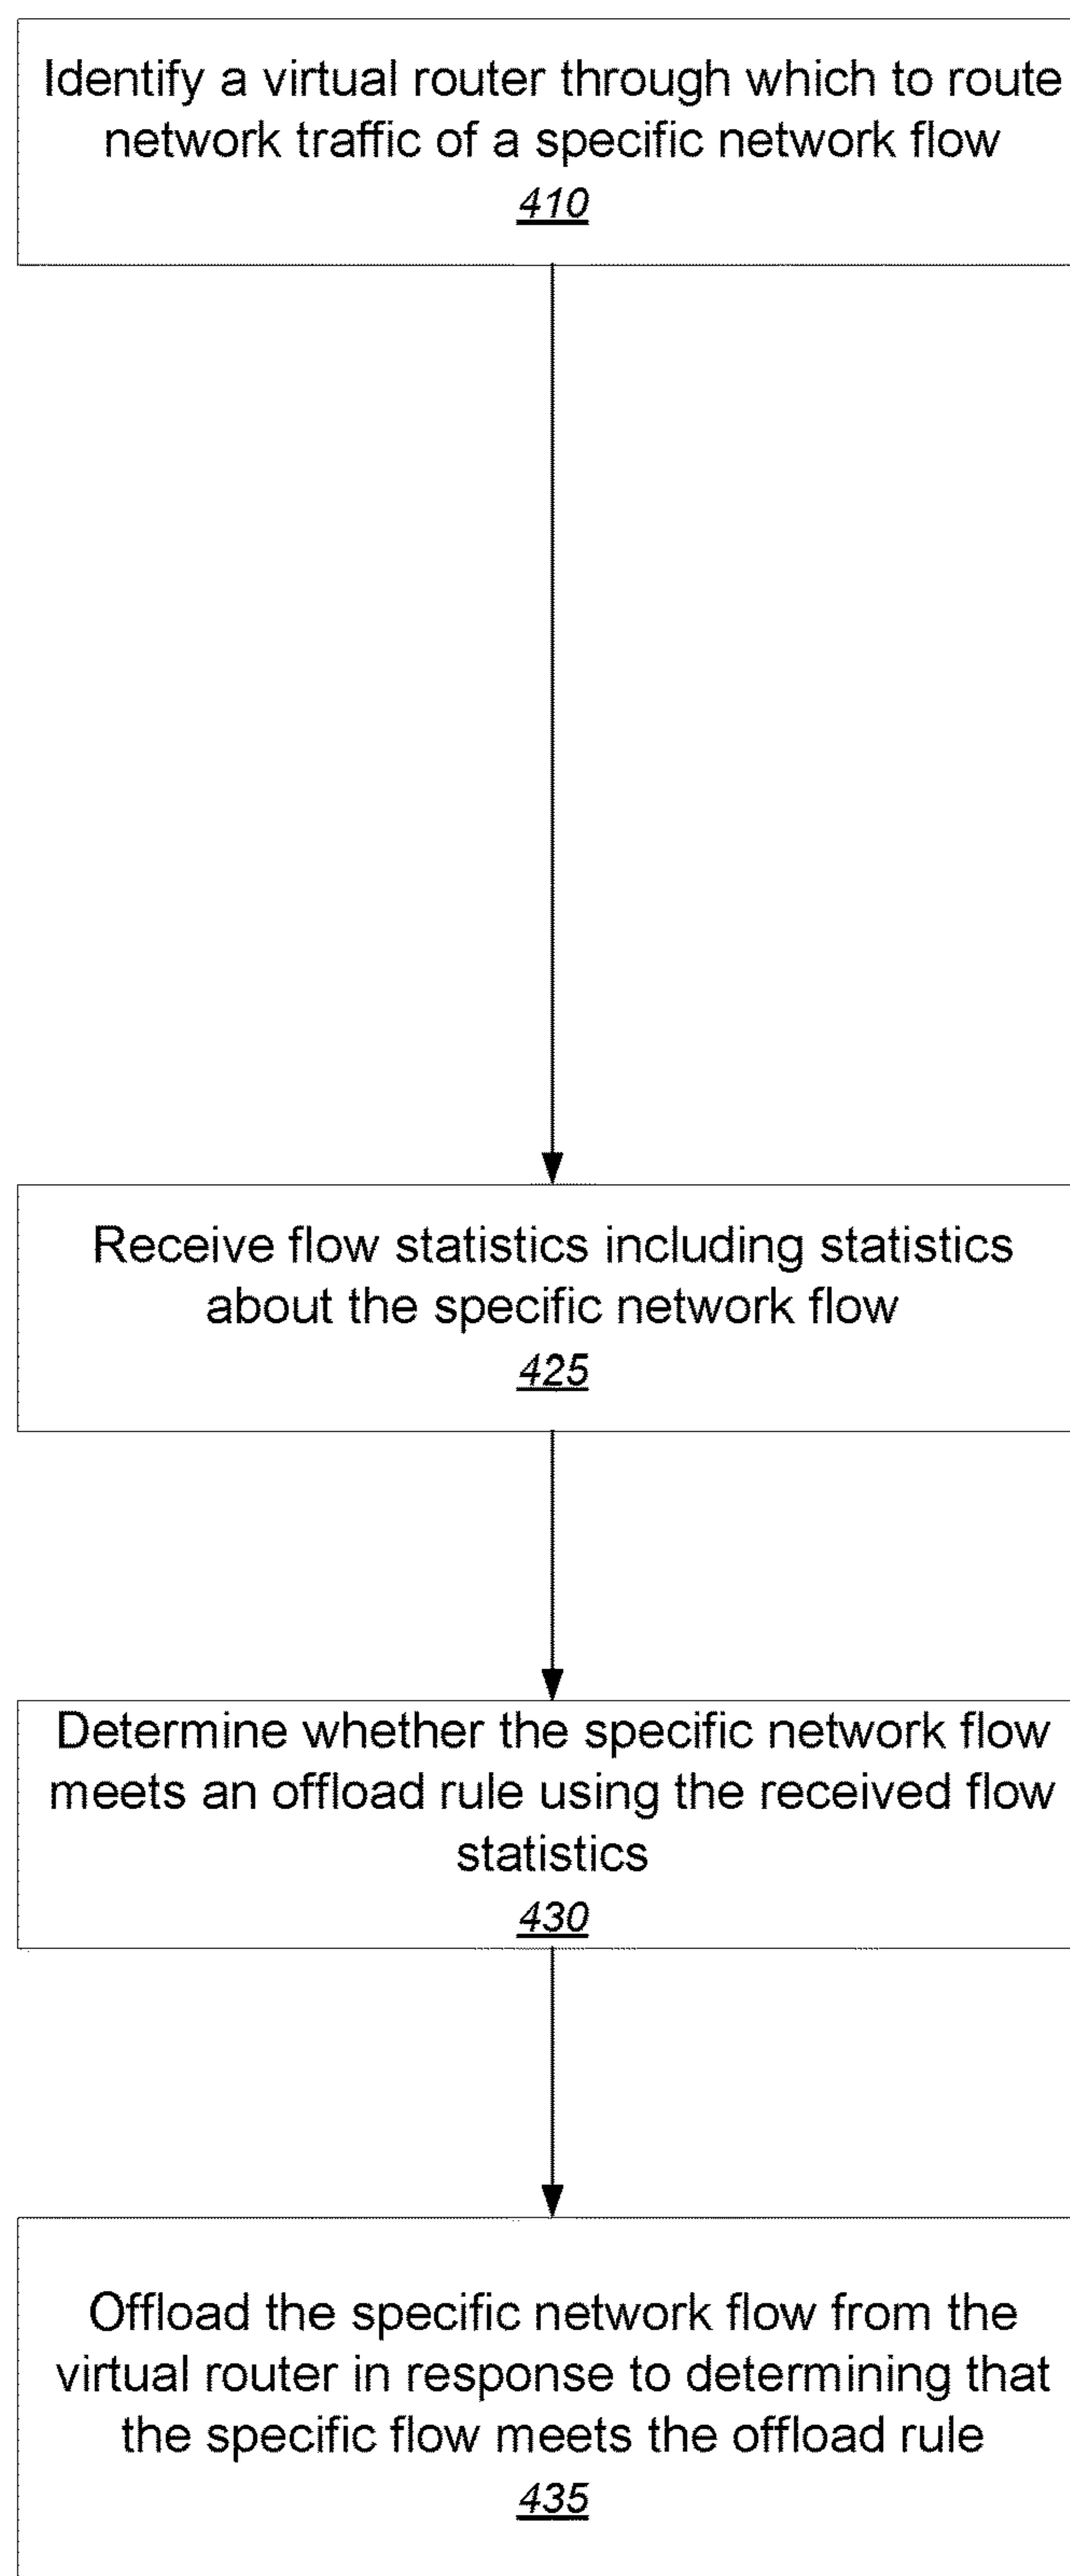 Identify a virtual router through which to route
network traffic of a specific network flow
410
Receive flow statistics including statistics
about the specific network flow
425
Determine whether the specific network flow
meets an offload rule using the received flow
statistics
430
Offload the specific network flow from the
virtual router in response to determining that
the specific flow meets the offload rule
435